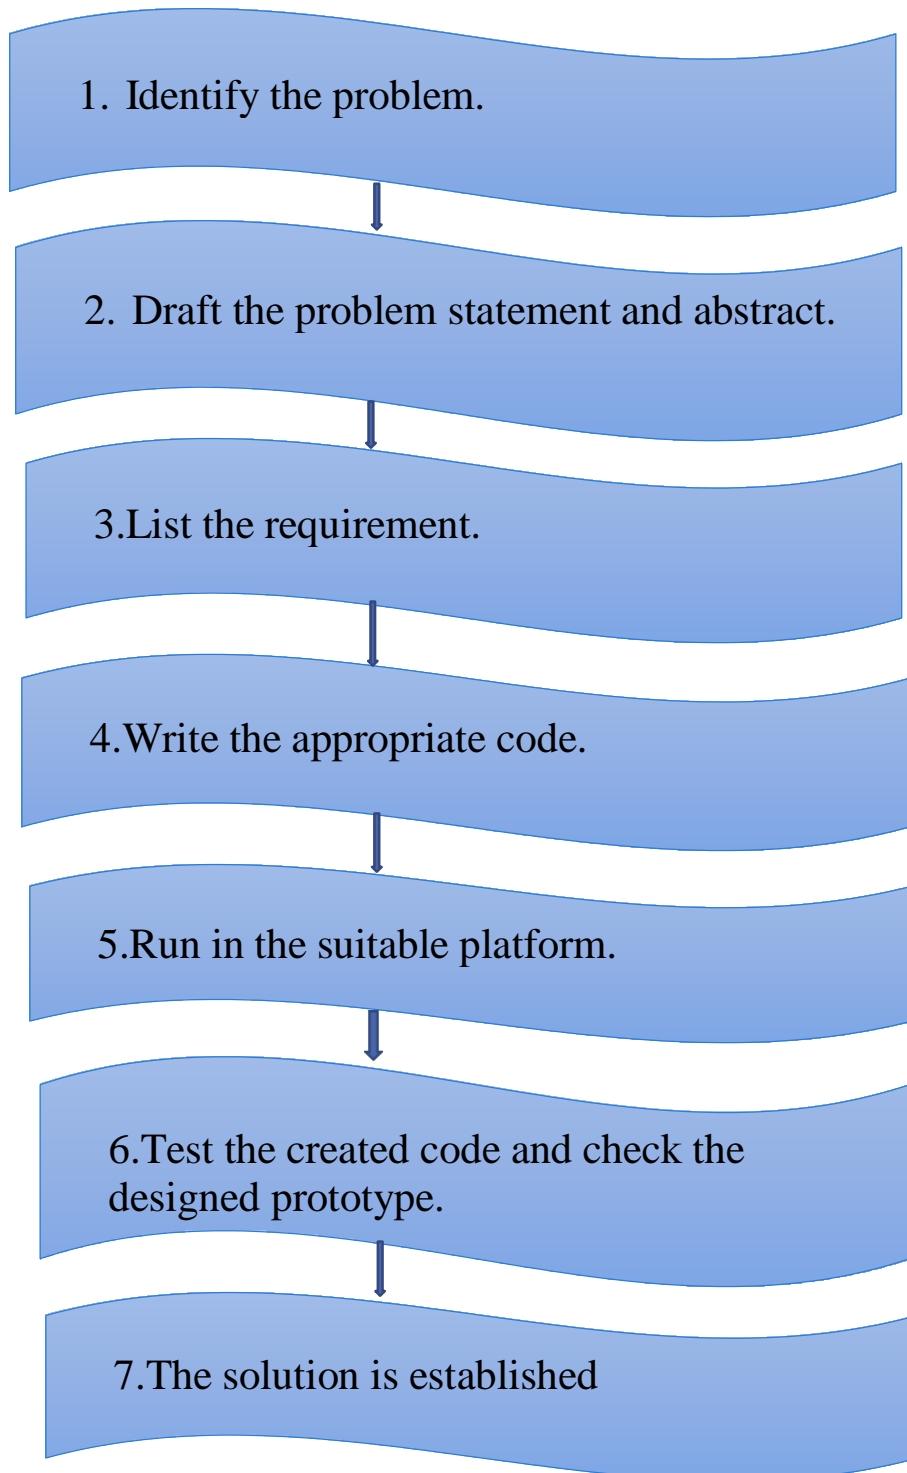 1. Identify the problem.
2. Draft the problem statement and abstract.
3.List the requirement.
4.Write the appropriate code.
5.Run in the suitable platform.
6.Test the created code and check the
designed prototype.
7.The solution is established